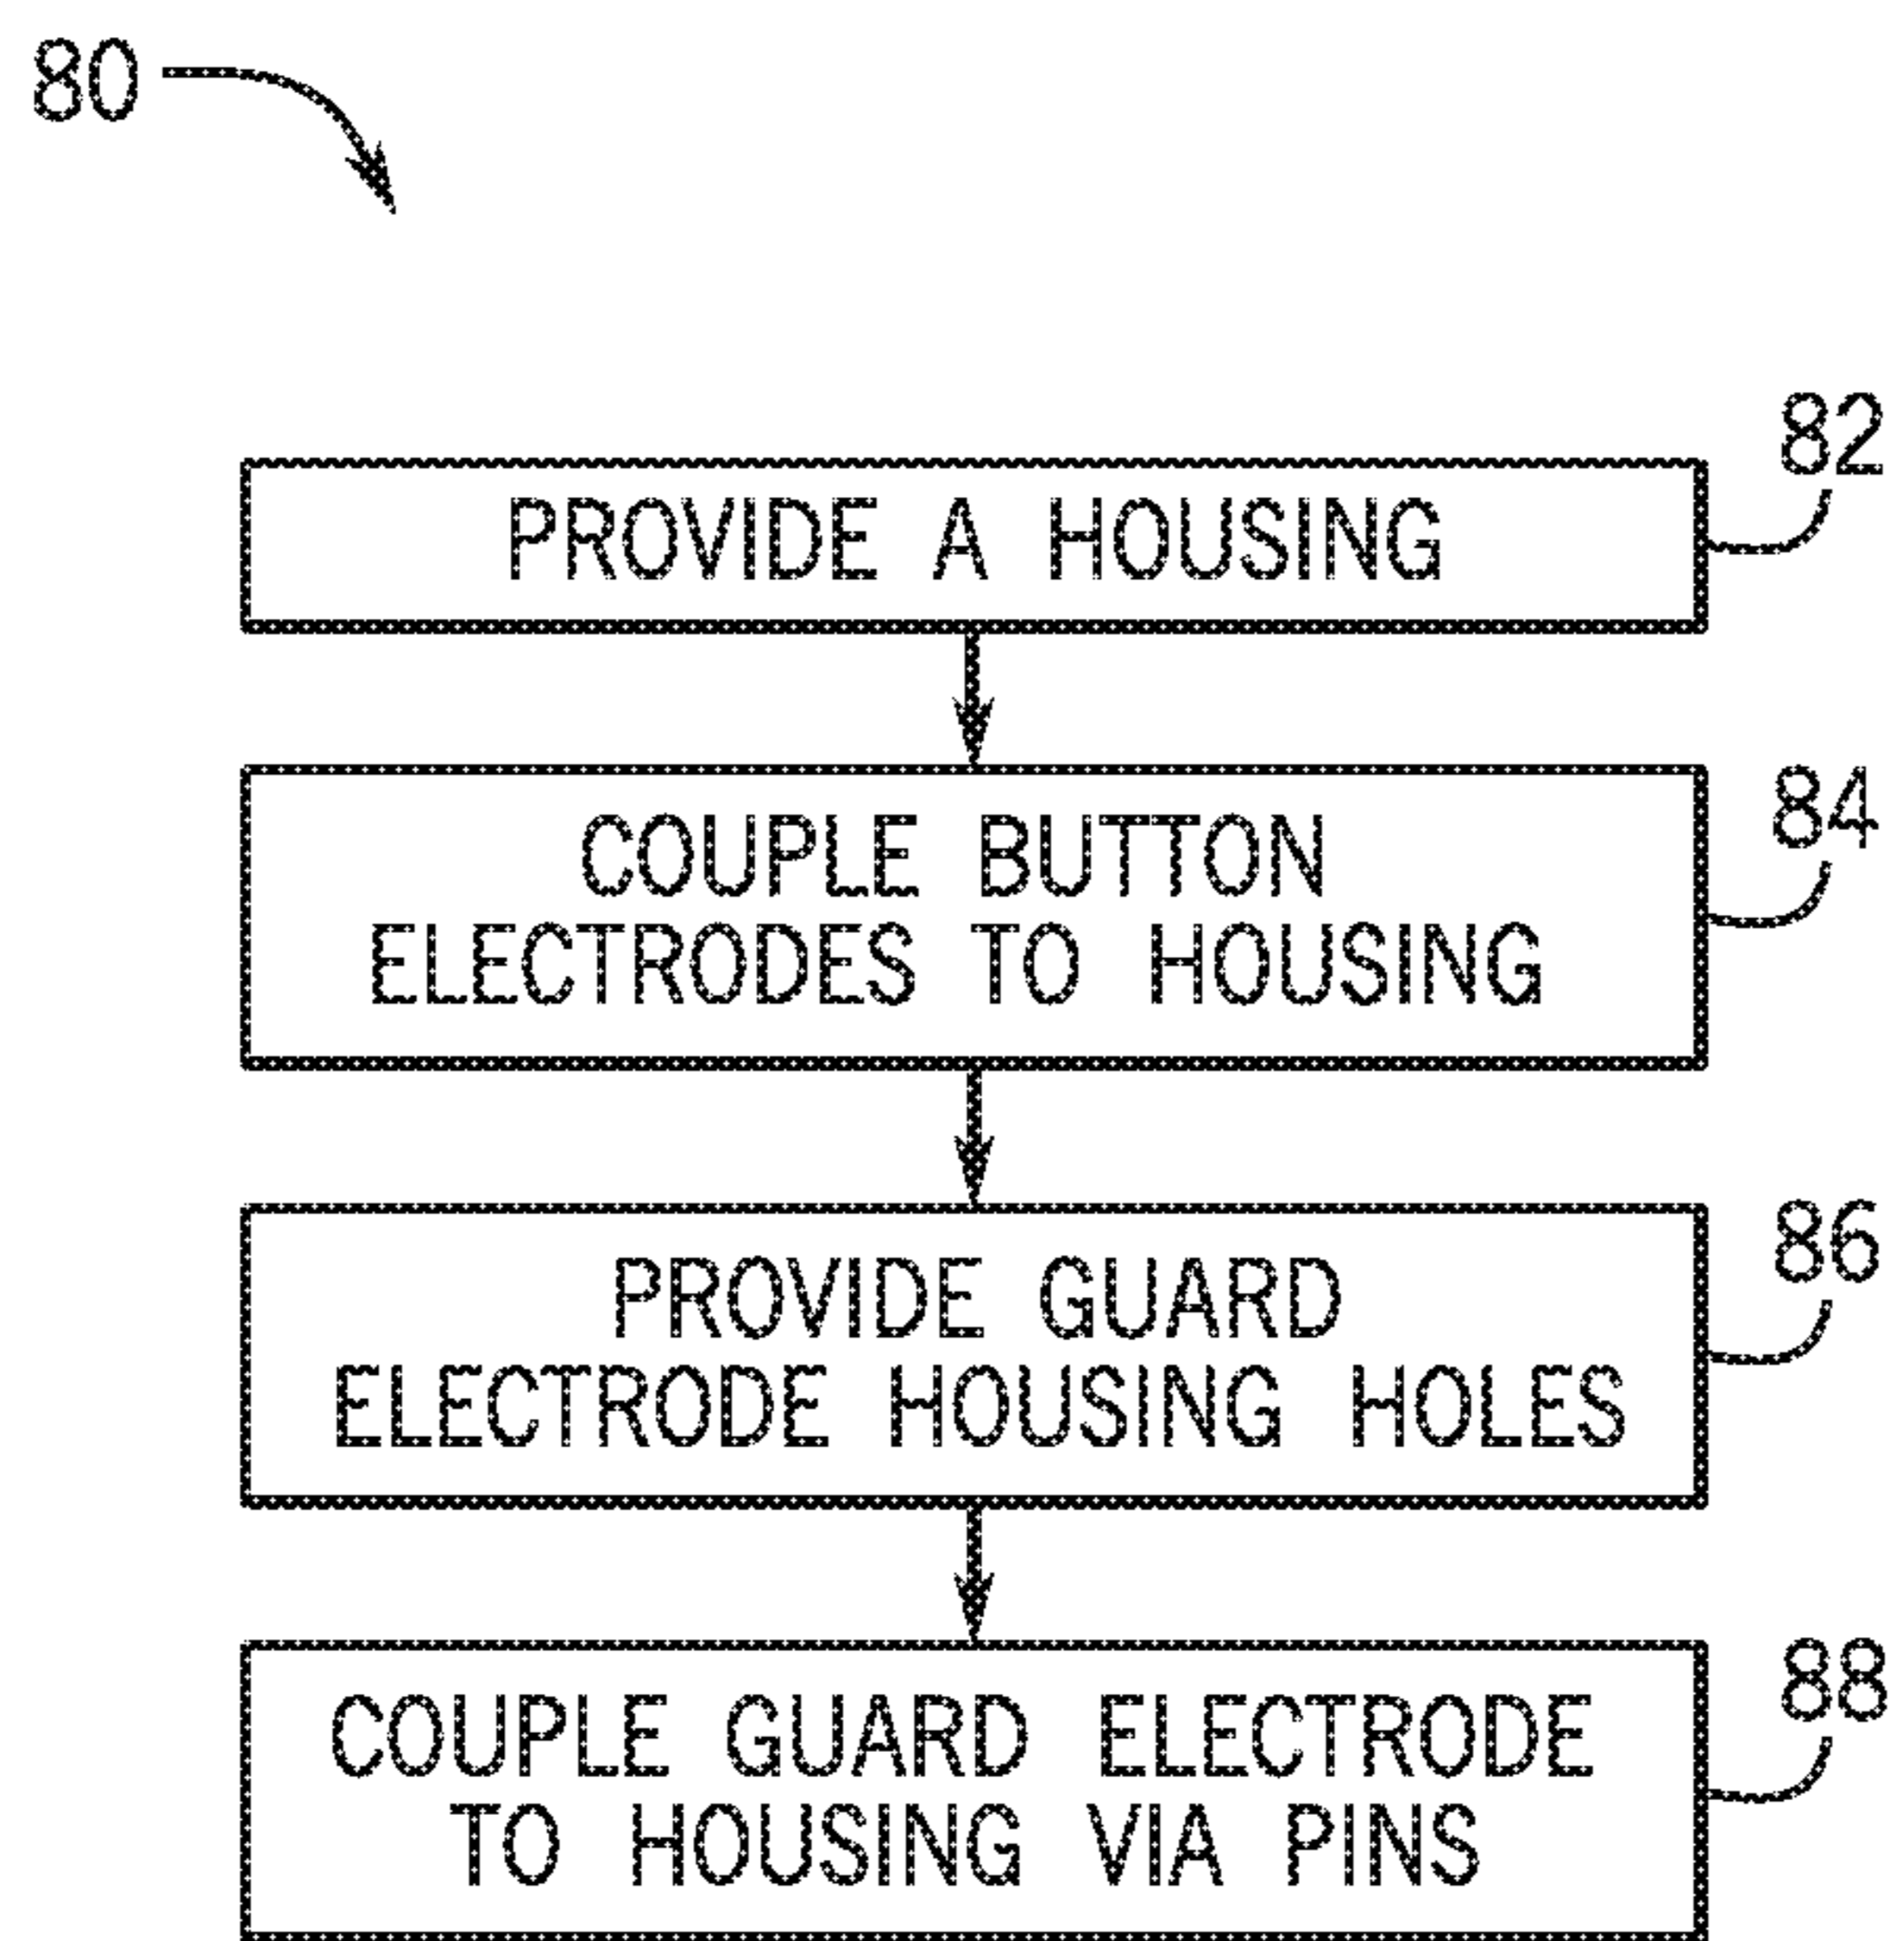 80
82
PROVIDE A HOUSING
84
COUPLE BUTTON
ELECTRODES TO HOUSING
86
PROVIDE GUARD
ELECTRODE HOUSING HOLES
88
COUPLE GUARD ELECTRODE
TO HOUSING VIA PINS